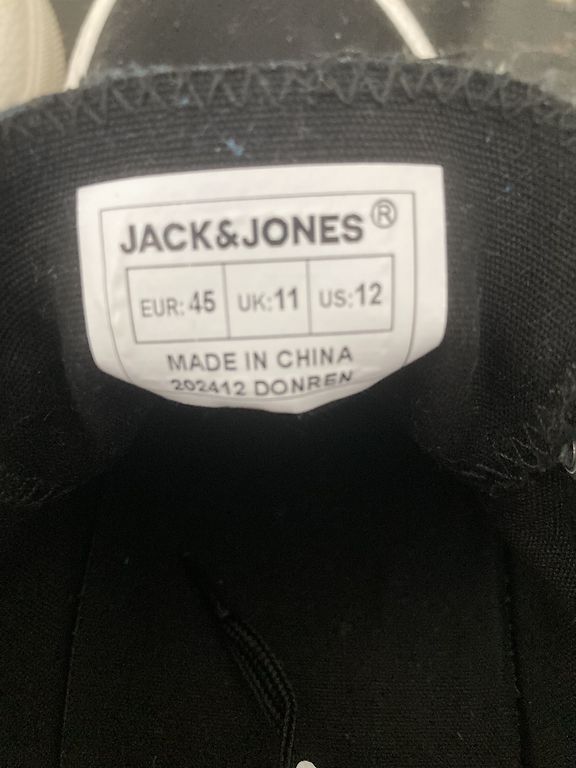 JACK&JONES®
EUR: 45 UK:11 US:12
MADE IN CHINA
202412 DONREN